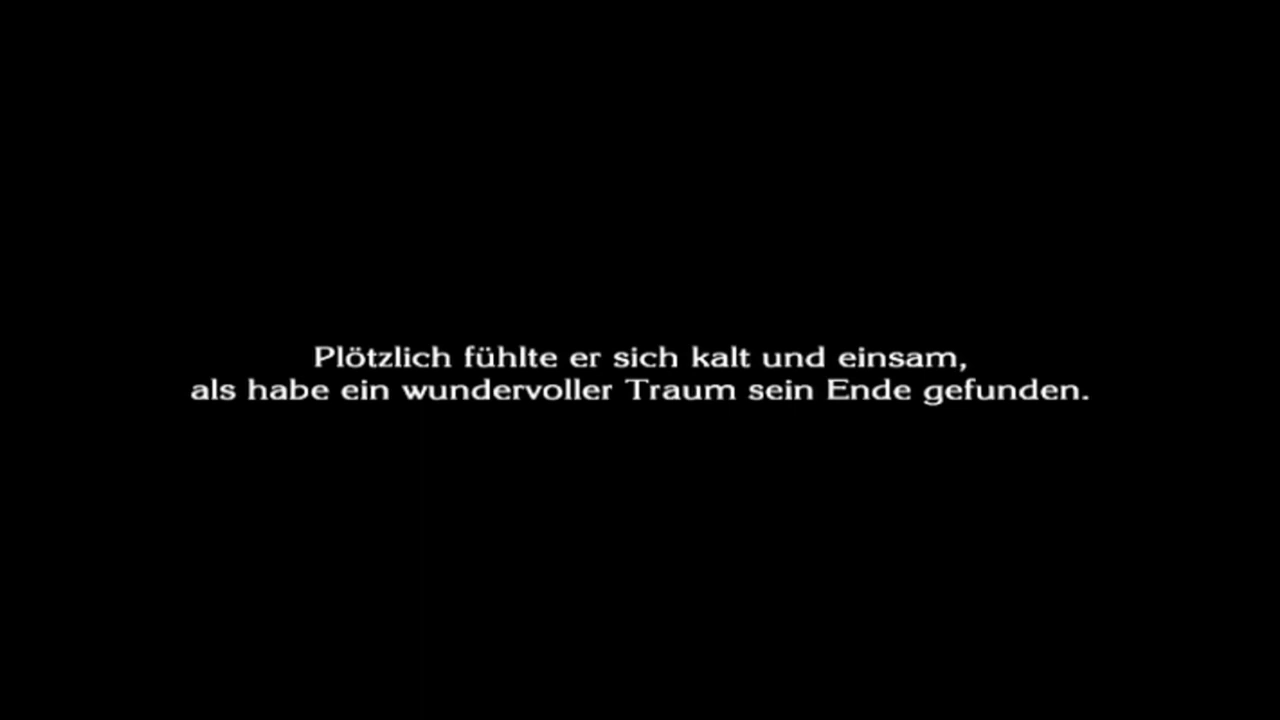 Plötzlich fühlte er sich kalt und einsam,
als habe ein wundervoller Traum sein Ende gefunden.